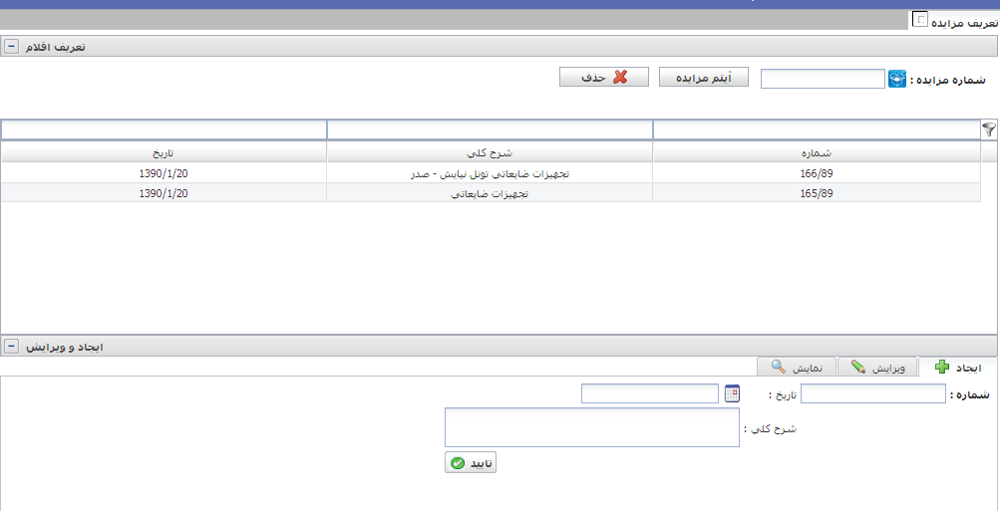 تعریف مزایده
تعریف اقلام
شماره مزایده : آیتم مزایده حذف
شماره شرح کلی تاریخ
166/89 تجهیزات ضایعاتی تونل نیایش - صدر 1390/1/20
165/89 تجهیزات ضایعاتی 1390/1/20
ایجاد و ویرایش
ایجاد ویرایش نمایش
شماره : تاریخ :
شرح کلی :
تایید